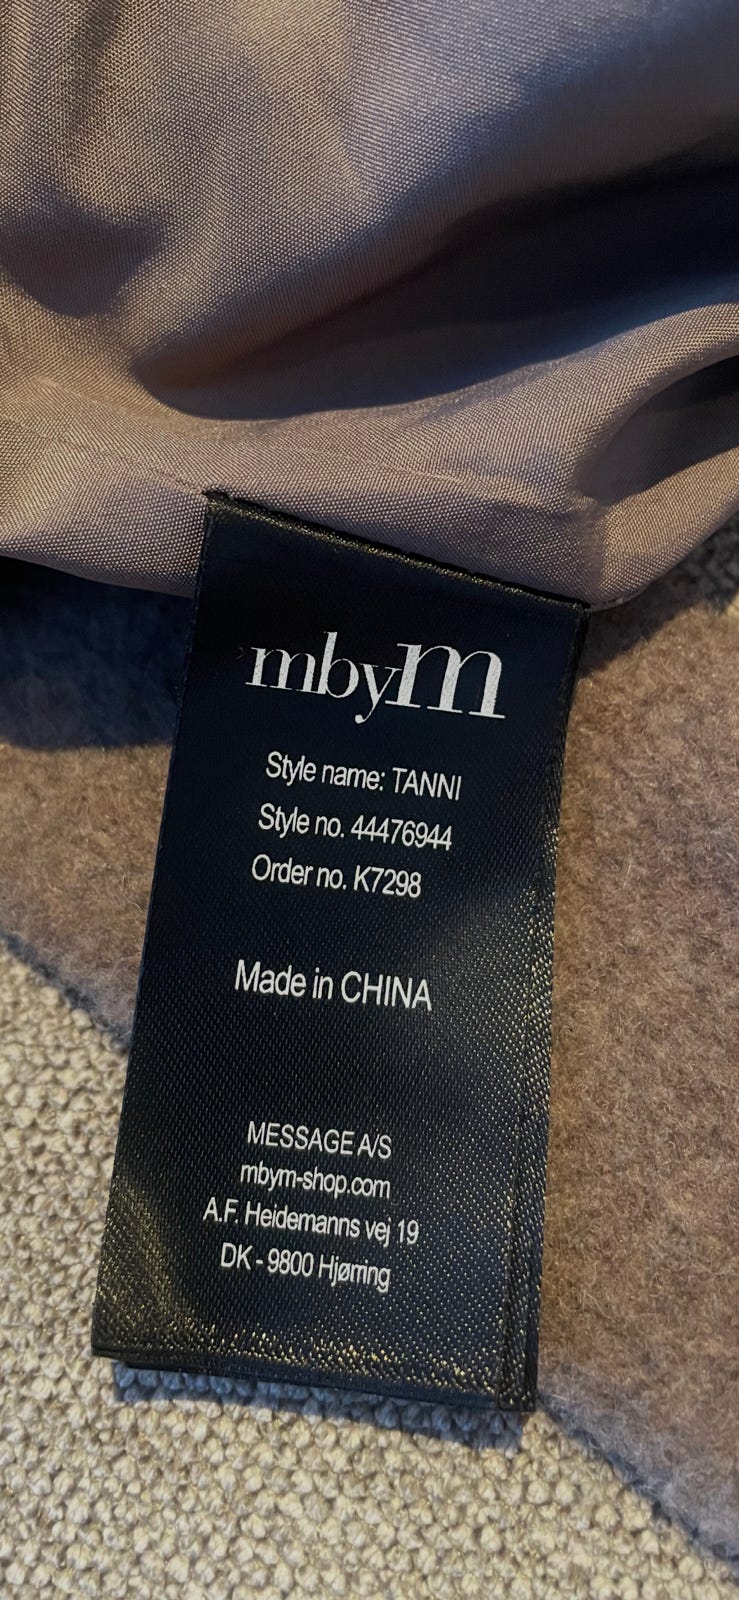 mbym
Style name: TANNI
Style no. 44476944
Order no. K7298
Made in CHINA
MESSAGE A/S
mbym-shop.com
A.F. Heidemanns vej 19
DK - 9800 Hjørring